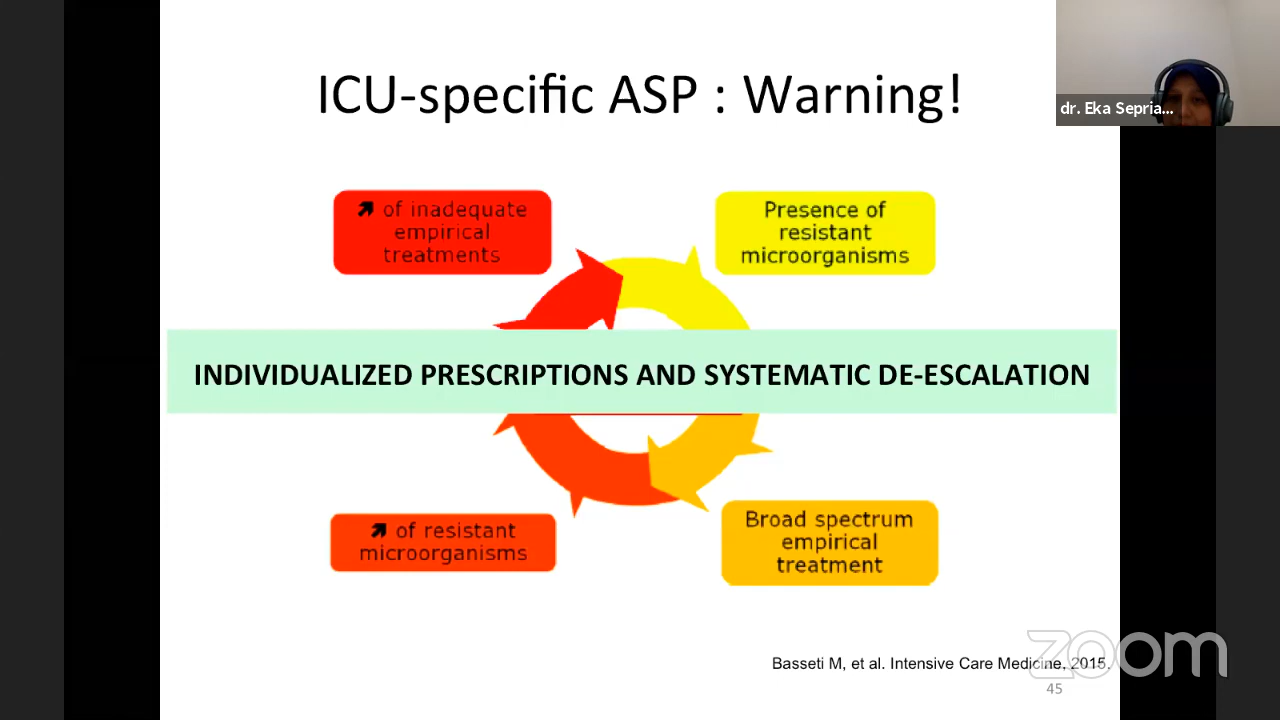 ICU-specific ASP : Warning!
dr. Eka Sepria...
↗ of inadequate
empirical
treatments
Presence of
resistant
microorganisms
INDIVIDUALIZED PRESCRIPTIONS AND SYSTEMATIC DE-ESCALATION
↗ of resistant
microorganisms
Broad spectrum
empirical
treatment
Basseti M, et al. Intensive Care Medicine, 2015.
45
zoom